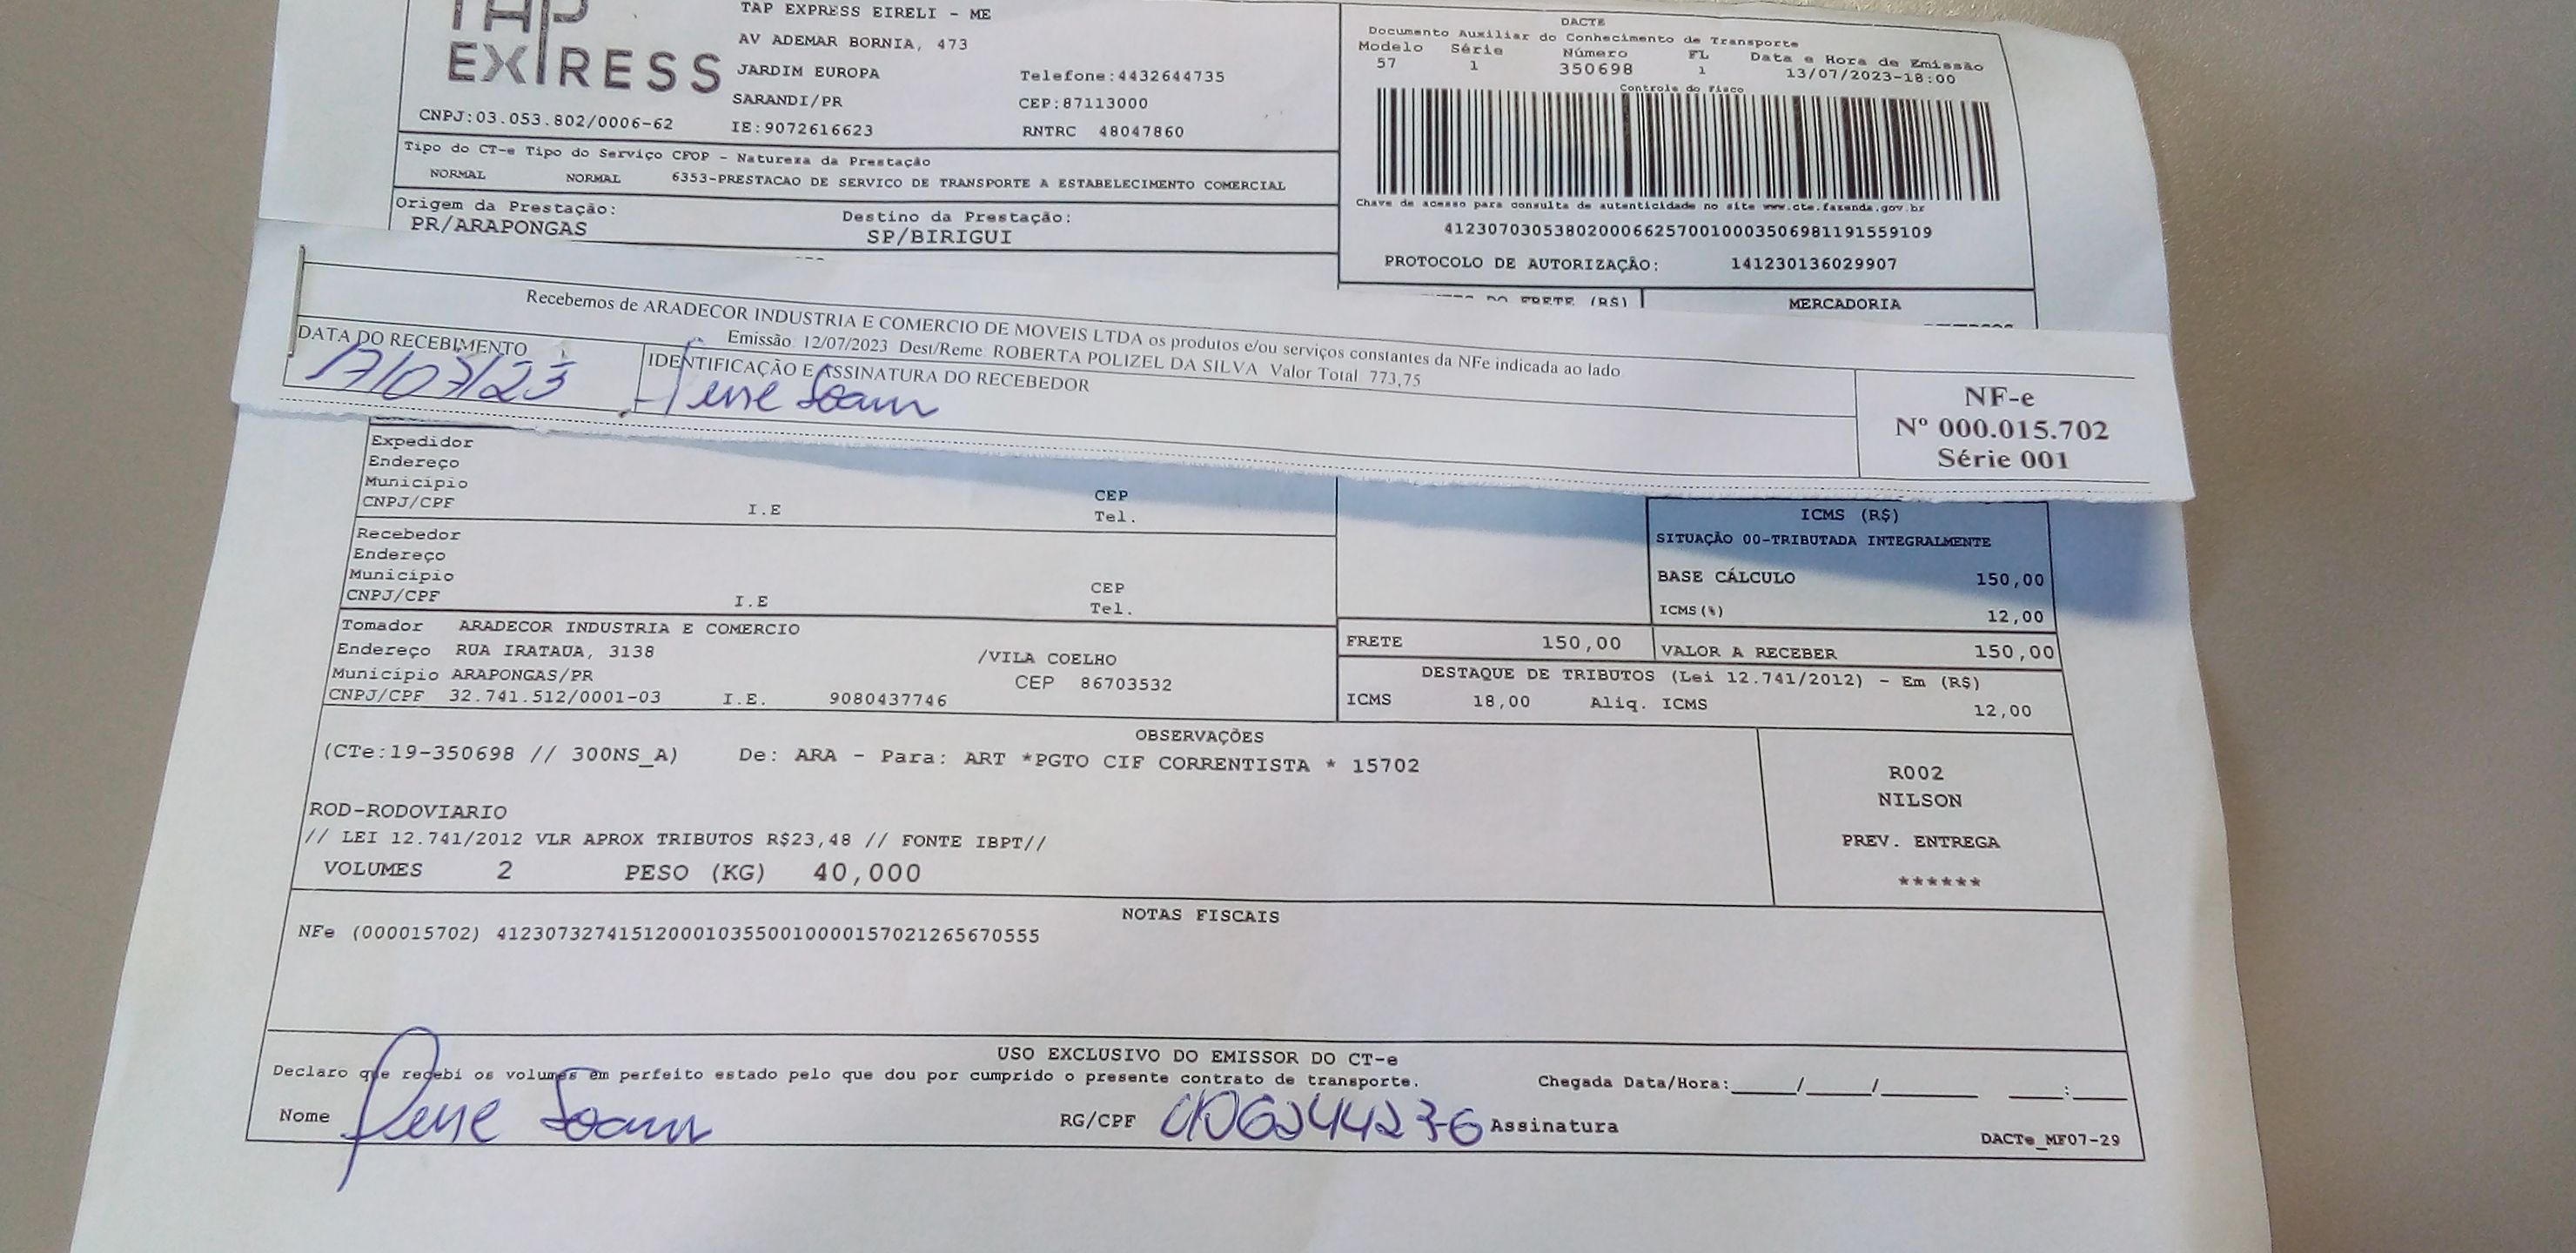 TAP
EXPRESS
CNPJ:03.053.802/0006-62
TAP EXPRESS EIRELI - ME
AV ADEMAR BORNIA, 473
JARDIM EUROPA Telefone:4432644735
SARANDI/PR CEP:87113000
IE:9072616623 RNTRC 48047860
DACTE
Documento Auxiliar do Conhecimento de Transporte
Modelo Série Número FL Data e Hora de Emissão
57 1 350698 1 13/07/2023-18:00
Controle do Fisco
Tipo do CT-e Tipo do Serviço CFOP - Natureza da Prestação
NORMAL NORMAL 6353-PRESTACAO DE SERVICO DE TRANSPORTE A ESTABELECIMENTO COMERCIAL
Chave de acesso para consulta de autenticidade no site www.cte.fazenda.gov.br
41230703053802000662570010003506981191559109
Origem da Prestação: Destino da Prestação:
PR/ARAPONGAS SP/BIRIGUI
PROTOCOLO DE AUTORIZAÇÃO: 141230136029907
DO FRETE (R$) MERCADORIA
Recebemos de ARADECOR INDUSTRIA E COMERCIO DE MOVEIS LTDA os produtos e/ou serviços constantes da NFe indicada ao lado
Emissão 12/07/2023 Dest/Reme: ROBERTA POLIZEL DA SILVA Valor Total 773,75
DATA DO RECEBIMENTO IDENTIFICAÇÃO E ASSINATURA DO RECEBEDOR
17/07/23
NF-e
Nº 000.015.702
Série 001
Expedidor
Endereço
Município CEP
CNPJ/CPF I.E Tel.
Recebedor
Endereço
Município CEP
CNPJ/CPF I.E Tel.
ICMS (R$)
SITUAÇÃO 00-TRIBUTADA INTEGRALMENTE
BASE CÁLCULO 150,00
ICMS(%) 12,00
Tomador ARADECOR INDUSTRIA E COMERCIO
Endereço RUA IRATAUA, 3138 /VILA COELHO
Município ARAPONGAS/PR CEP 86703532
CNPJ/CPF 32.741.512/0001-03 I.E. 9080437746
FRETE 150,00 VALOR A RECEBER 150,00
DESTAQUE DE TRIBUTOS (Lei 12.741/2012) - Em (R$)
ICMS 18,00 Aliq. ICMS 12,00
OBSERVAÇÕES
(CTe:19-350698 // 300NS_A) De: ARA - Para: ART *PGTO CIF CORRENTISTA * 15702
ROD-RODOVIARIO
// LEI 12.741/2012 VLR APROX TRIBUTOS R$23,48 // FONTE IBPT//
VOLUMES 2 PESO (KG) 40,000
R002
NILSON
PREV. ENTREGA
******
NOTAS FISCAIS
NFe (000015702) 41230732741512000103550010000157021265670555
USO EXCLUSIVO DO EMISSOR DO CT-e
Declaro que recebi os volumes em perfeito estado pelo que dou por cumprido o presente contrato de transporte. Chegada Data/Hora:____/____/______ ___:___
Nome RG/CPF Assinatura
DACTe_MF07-29